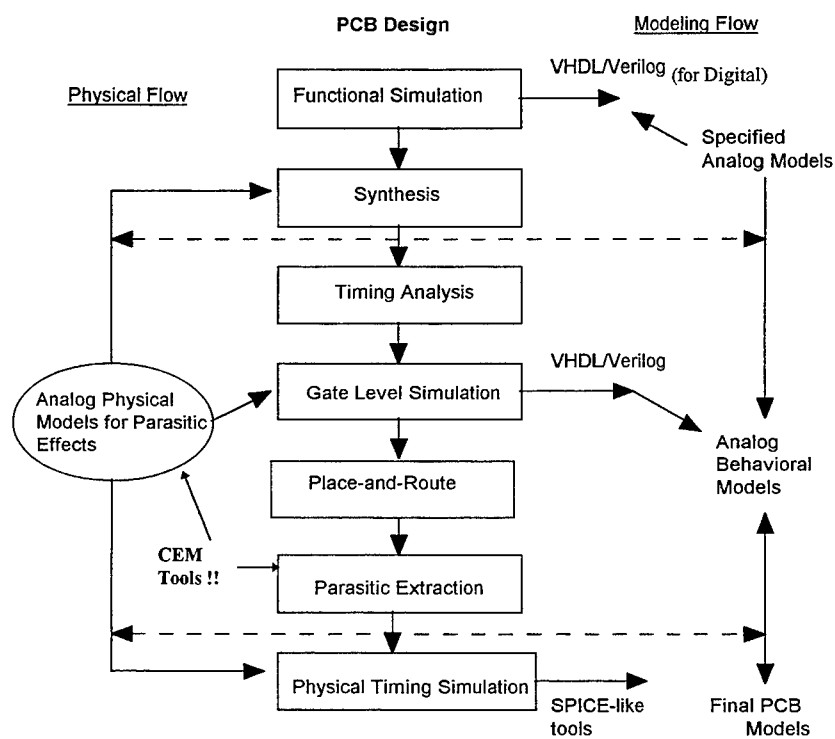 PCB Design
Modeling Flow
Physical Flow
Functional Simulation
VHDL/Verilog (for Digital)
Specified
Analog Models
Synthesis
Timing Analysis
Analog Physical
Models for Parasitic
Effects
Gate Level Simulation
VHDL/Verilog
Analog
Behavioral
Models
Place-and-Route
CEM
Tools !!
Parasitic Extraction
Physical Timing Simulation
SPICE-like
tools
Final PCB
Models